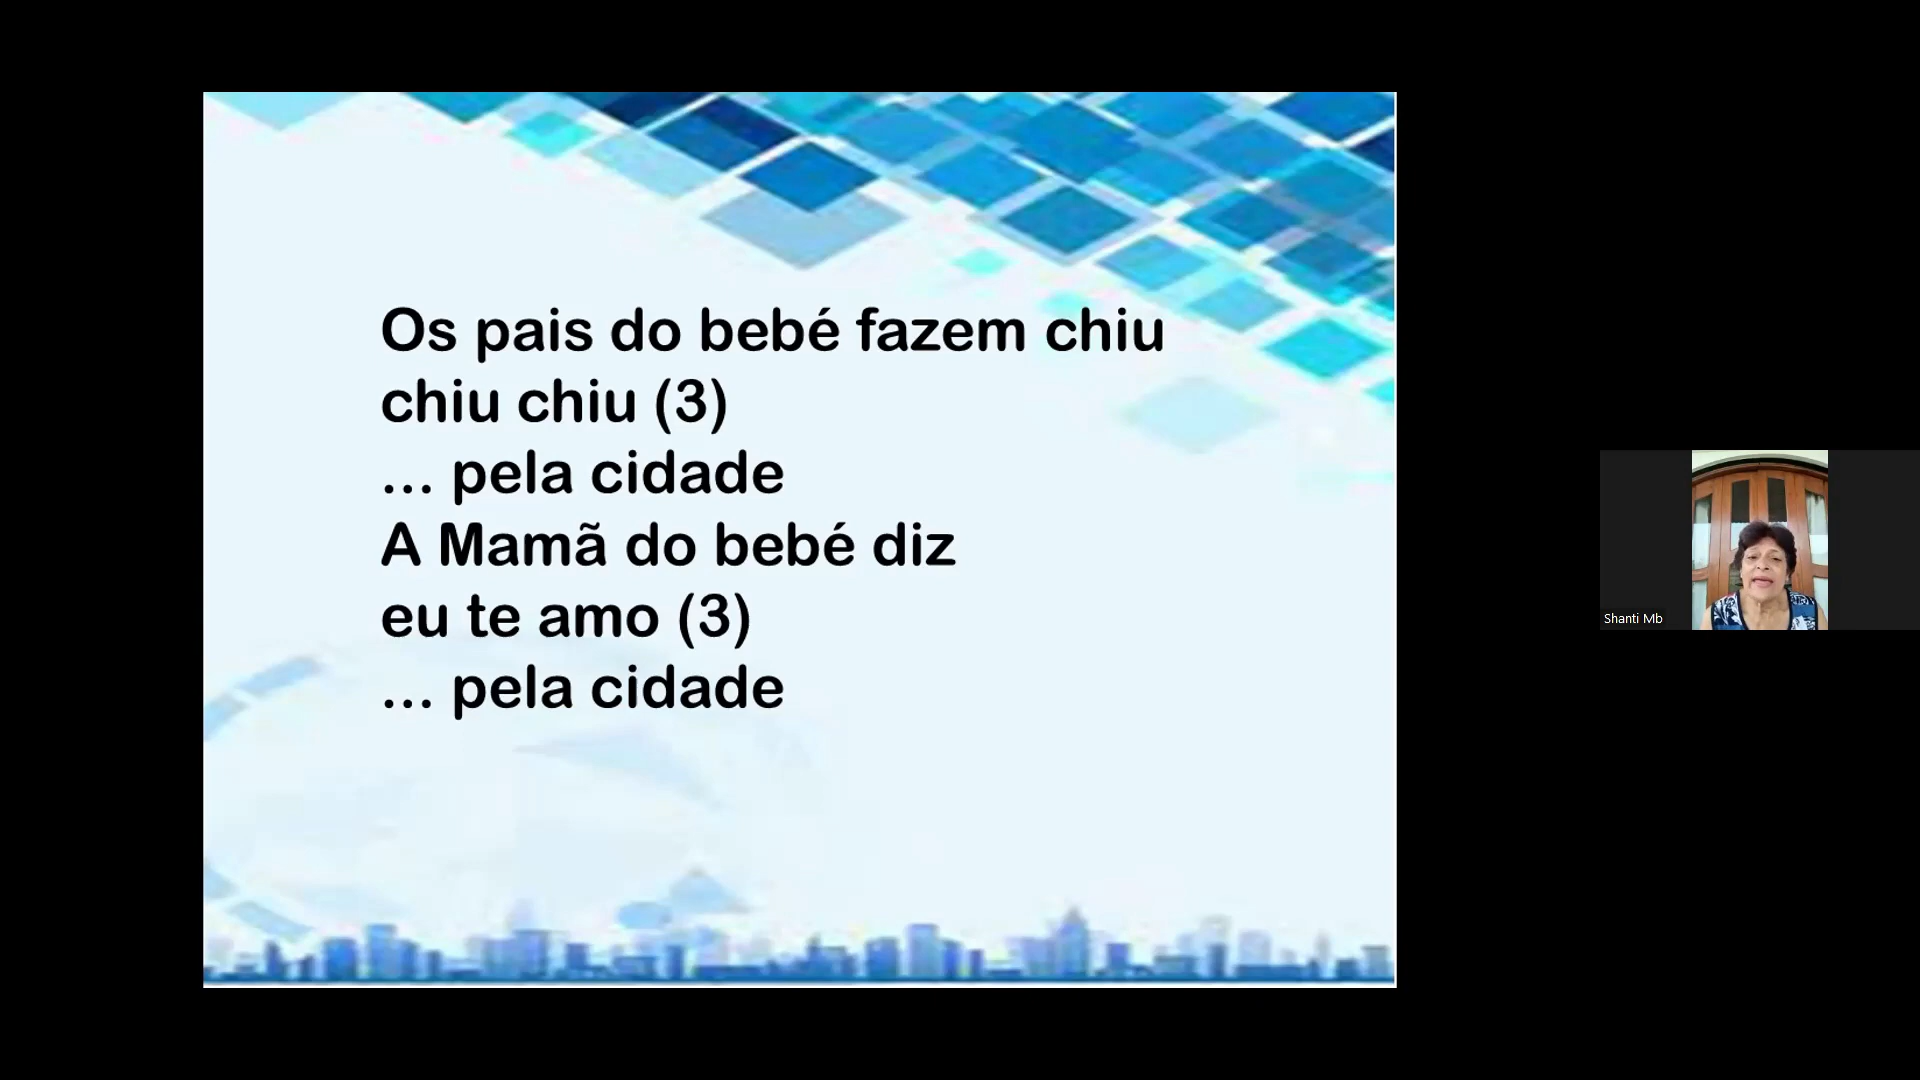 Os pais do bebé fazem chiu
chiu chiu (3)
... pela cidade
A Mamã do bebé diz
eu te amo (3)
... pela cidade
Shanti Mb